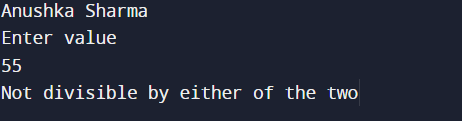 Anushka Sharma
Enter value
55
Not divisible by either of the two